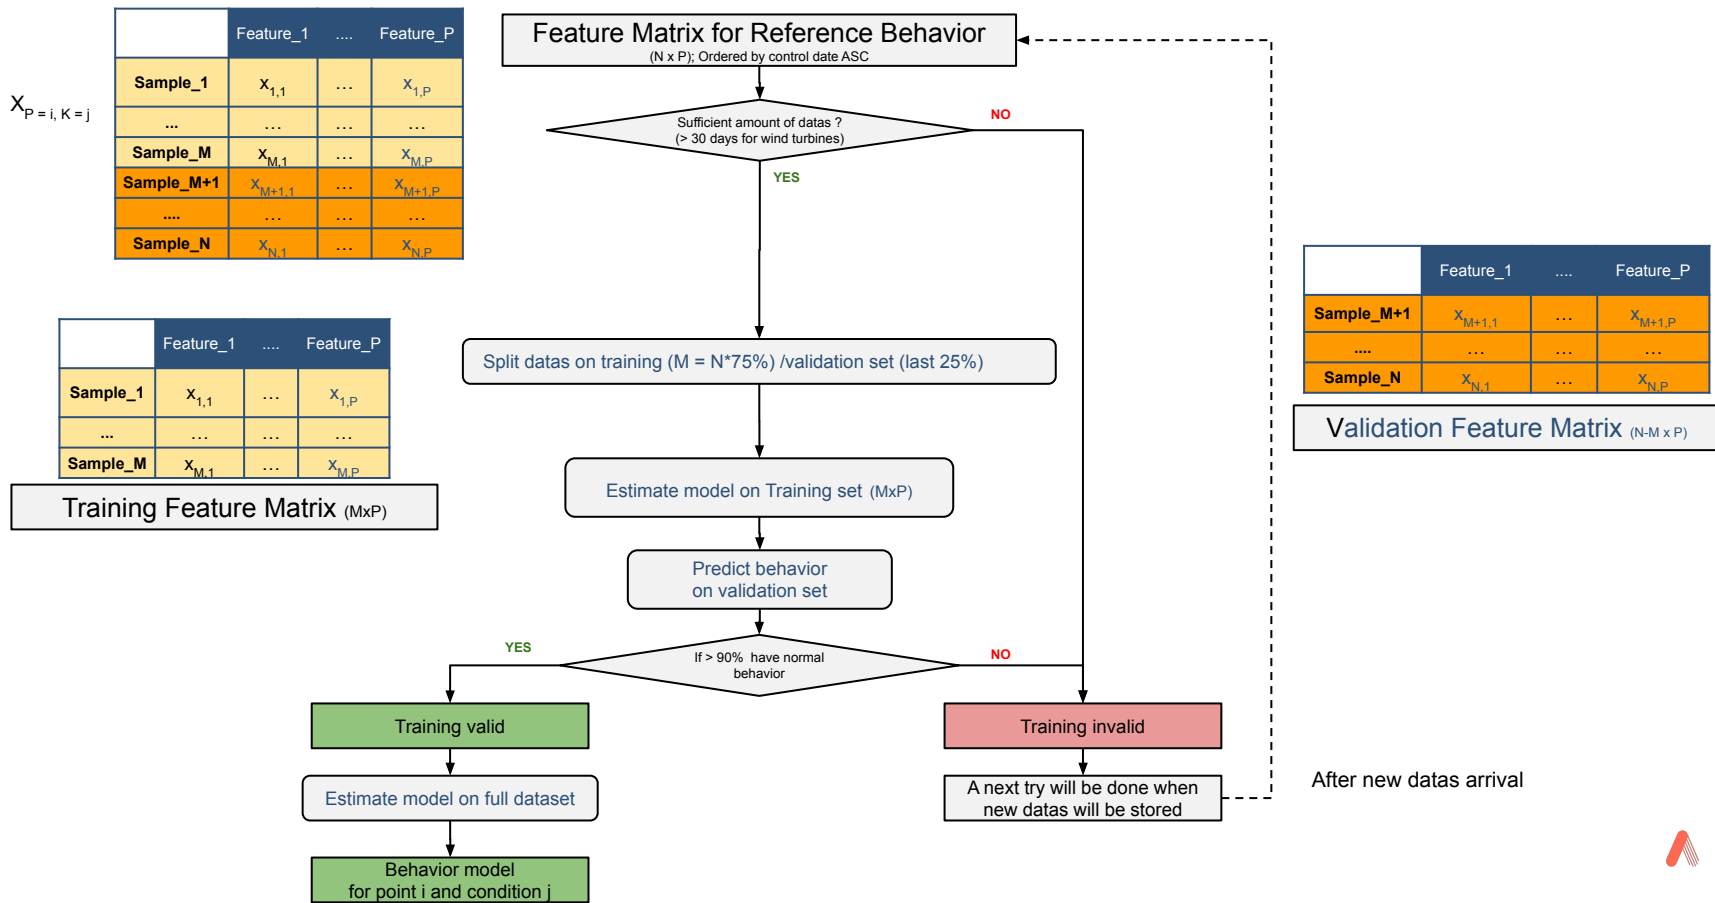 Feature_1 .... Feature_P
Sample_1 x1,1 ... x1,P
... ... ... ...
Sample_M xM,1 ... xM,P
Sample_M+1 xM+1,1 ... xM+1,P
.... ... ... ...
Sample_N xN,1 ... xN,P
XP = i, K = j
Feature Matrix for Reference Behavior
(N x P); Ordered by control date ASC
Sufficient amount of datas ?
(> 30 days for wind turbines)
NO
YES
Feature_1 .... Feature_P
Sample_1 x1,1 ... x1,P
... ... ... ...
Sample_M xM,1 ... xM,P
Training Feature Matrix (MxP)
Split datas on training (M = N*75%) /validation set (last 25%)
Feature_1 .... Feature_P
Sample_M+1 xM+1,1 ... xM+1,P
.... ... ... ...
Sample_N xN,1 ... xN,P
Validation Feature Matrix (N-M x P)
Estimate model on Training set (MxP)
Predict behavior
on validation set
If > 90% have normal
behavior
YES
NO
Training valid
Training invalid
Estimate model on full dataset
A next try will be done when
new datas will be stored
After new datas arrival
Behavior model
for point i and condition j